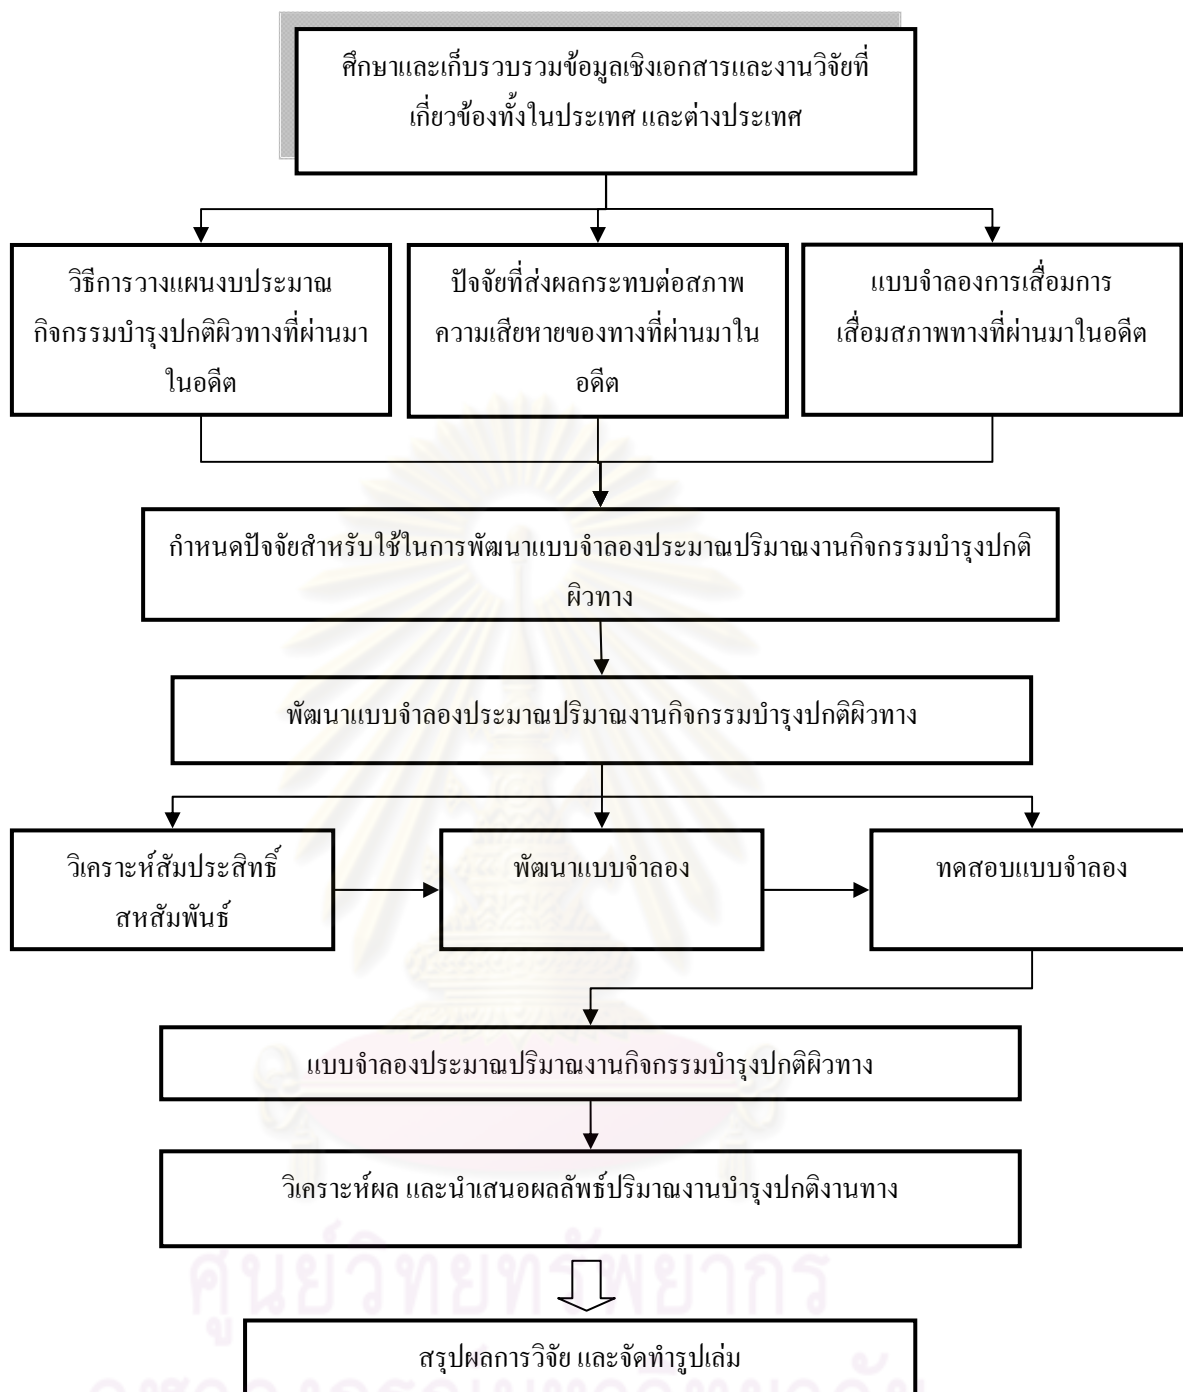 ศึกษาและเก็บรวบรวมข้อมูลเชิงเอกสารและงานวิจัยที่
เกี่ยวข้องทั้งในประเทศ และต่างประเทศ
วิธีการวางแผนงบประมาณ
กิจกรรมบำรุงปกติผิวทางที่ผ่านมา
ในอดีต
ปัจจัยที่ส่งผลกระทบต่อสภาพ
ความเสียหายของทางที่ผ่านมาใน
อดีต
แบบจำลองการเสื่อมการ
เสื่อมสภาพทางที่ผ่านมาในอดีต
กำหนดปัจจัยสำหรับใช้ในการพัฒนาแบบจำลองประมาณปริมาณงานกิจกรรมบำรุงปกติ
ผิวทาง
พัฒนาแบบจำลองประมาณปริมาณงานกิจกรรมบำรุงปกติผิวทาง
วิเคราะห์สัมประสิทธิ์
สหสัมพันธ์
พัฒนาแบบจำลอง
ทดสอบแบบจำลอง
แบบจำลองประมาณปริมาณงานกิจกรรมบำรุงปกติผิวทาง
วิเคราะห์ผล และนำเสนอผลลัพธ์ปริมาณงานบำรุงปกติงานทาง
ศูนย์วิทยทรัพยากร
สรุปผลการวิจัย และจัดทำรูปเล่ม